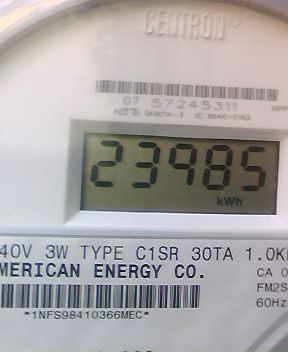 CENTRON®
07 57245311
23985
kWh
40V 3W TYPE C1SR 30TA 1.0K
MERICAN ENERGY CO.
CA
FM2S
60Hz
*1NFS98410366MEC*